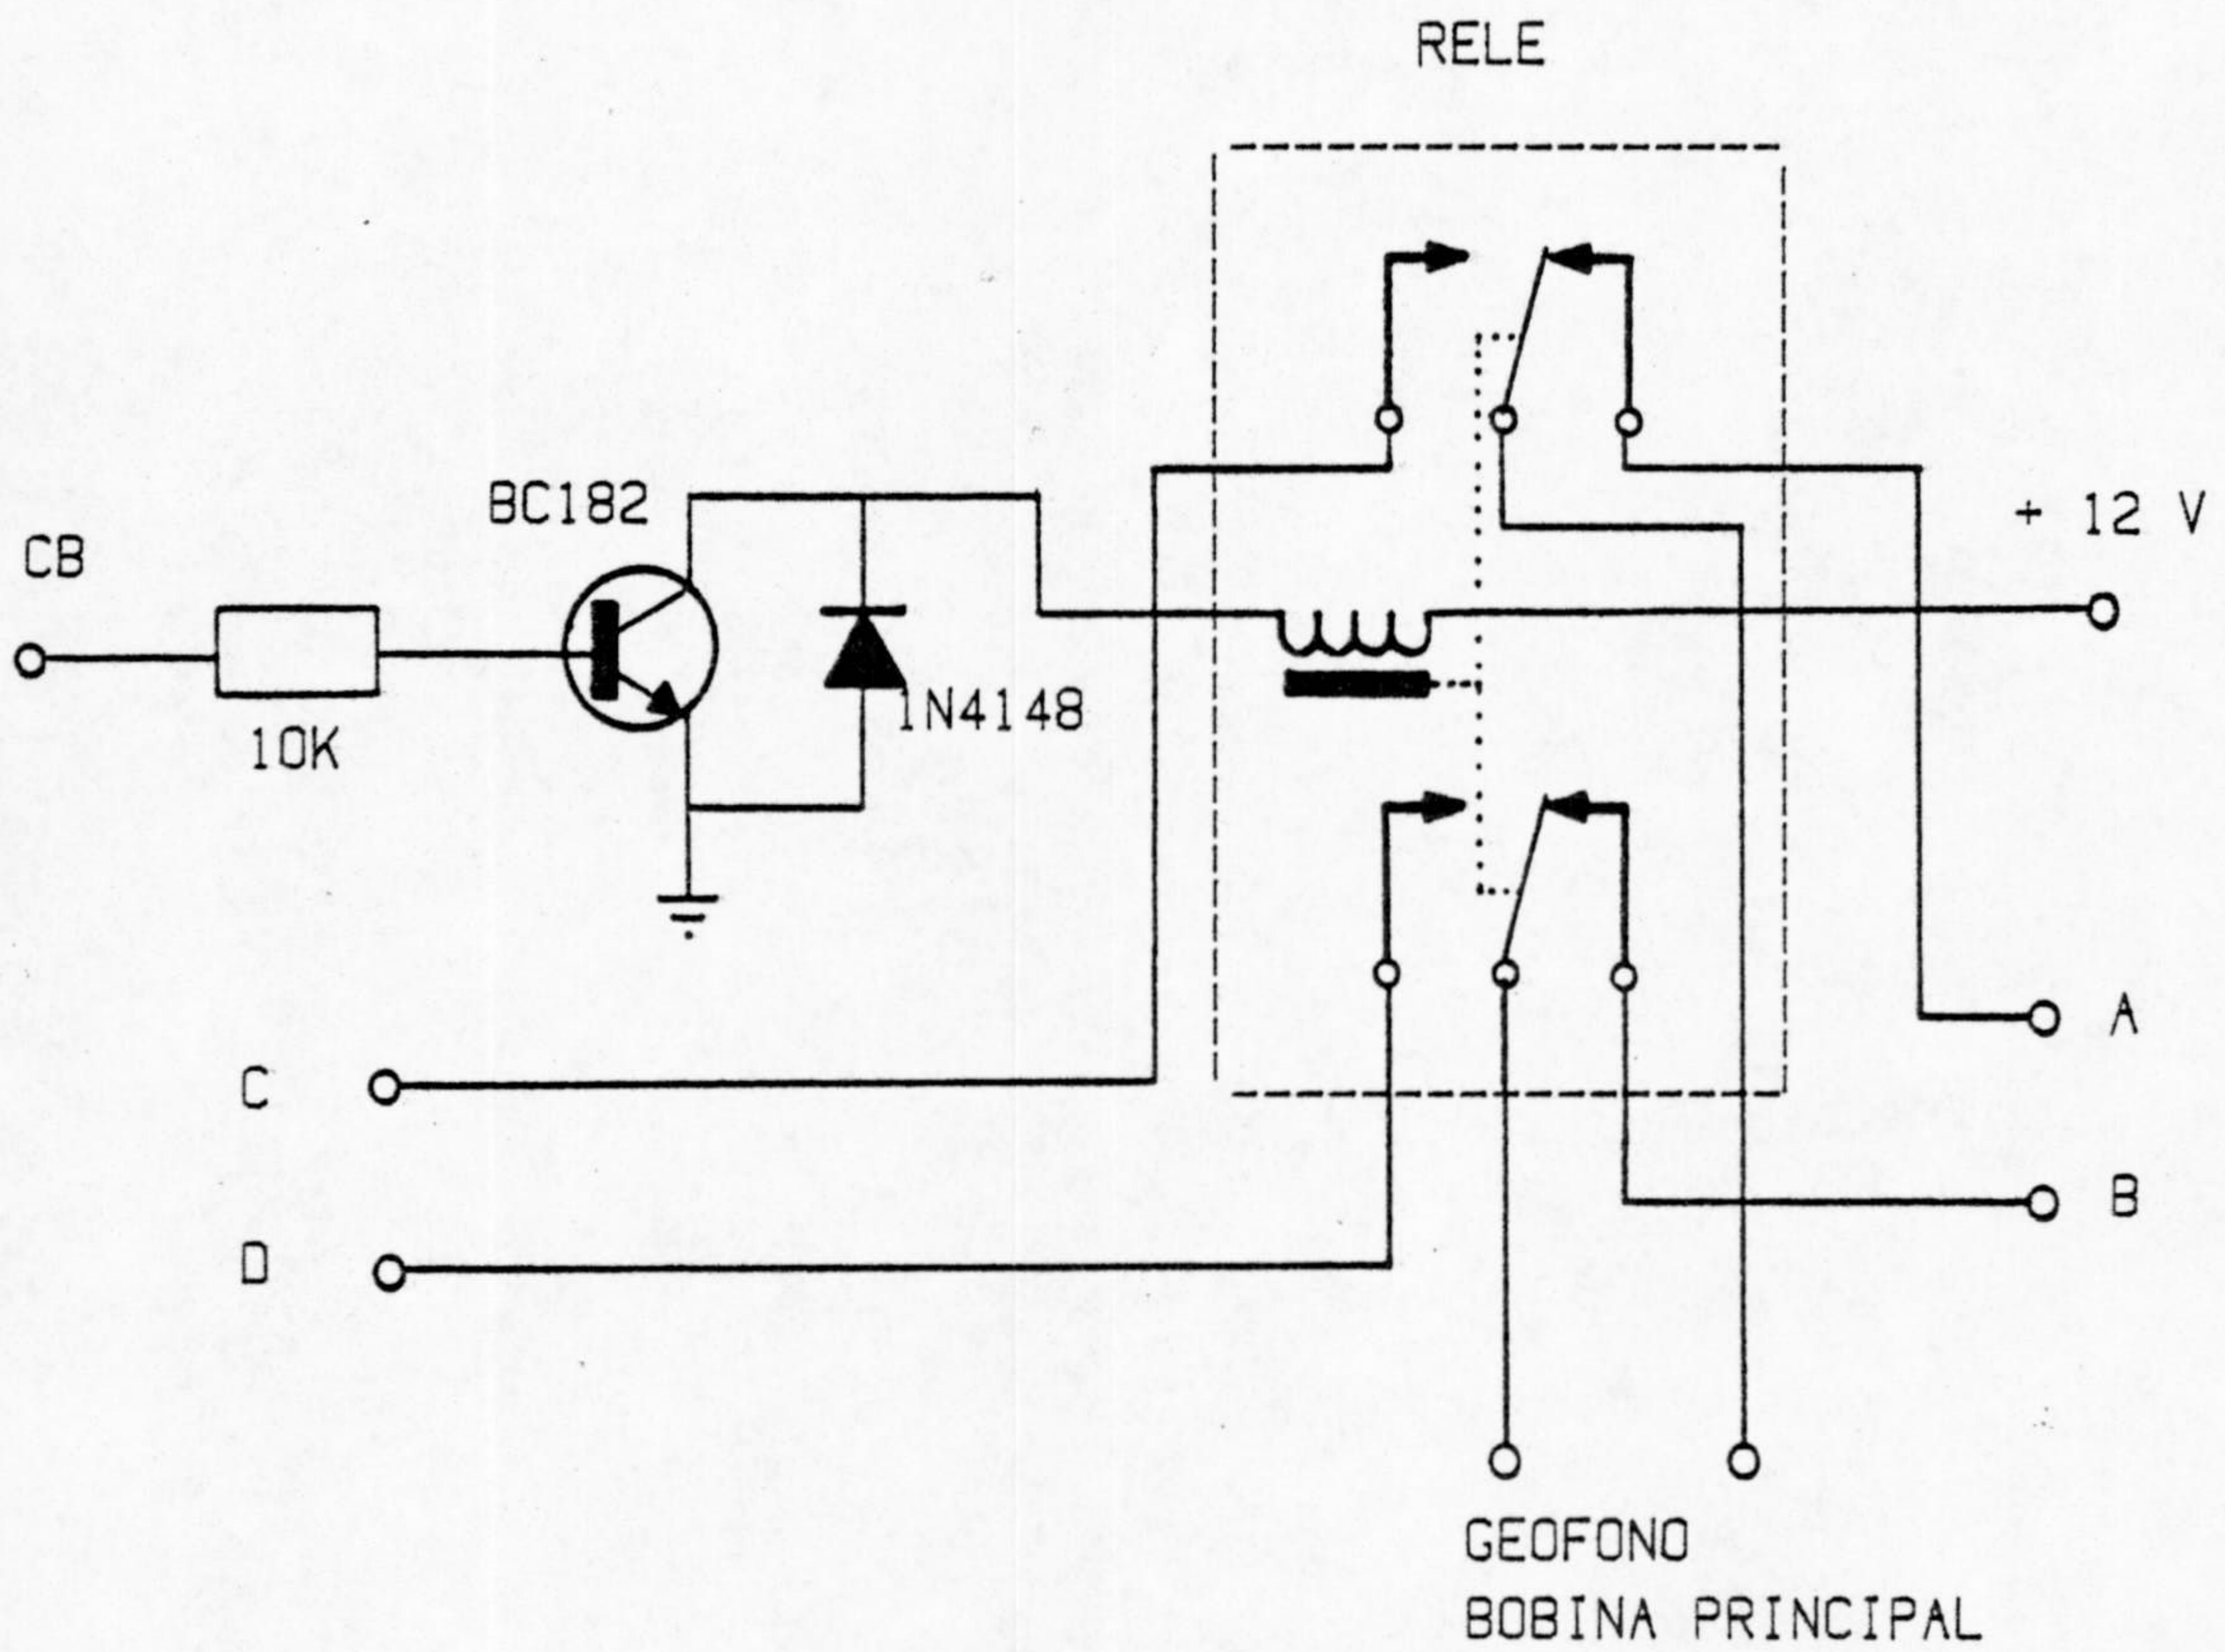 RELE
BC182
+ 12 V
CB
1N4148
10K
A
C
B
D
GEOFONO
BOBINA PRINCIPAL